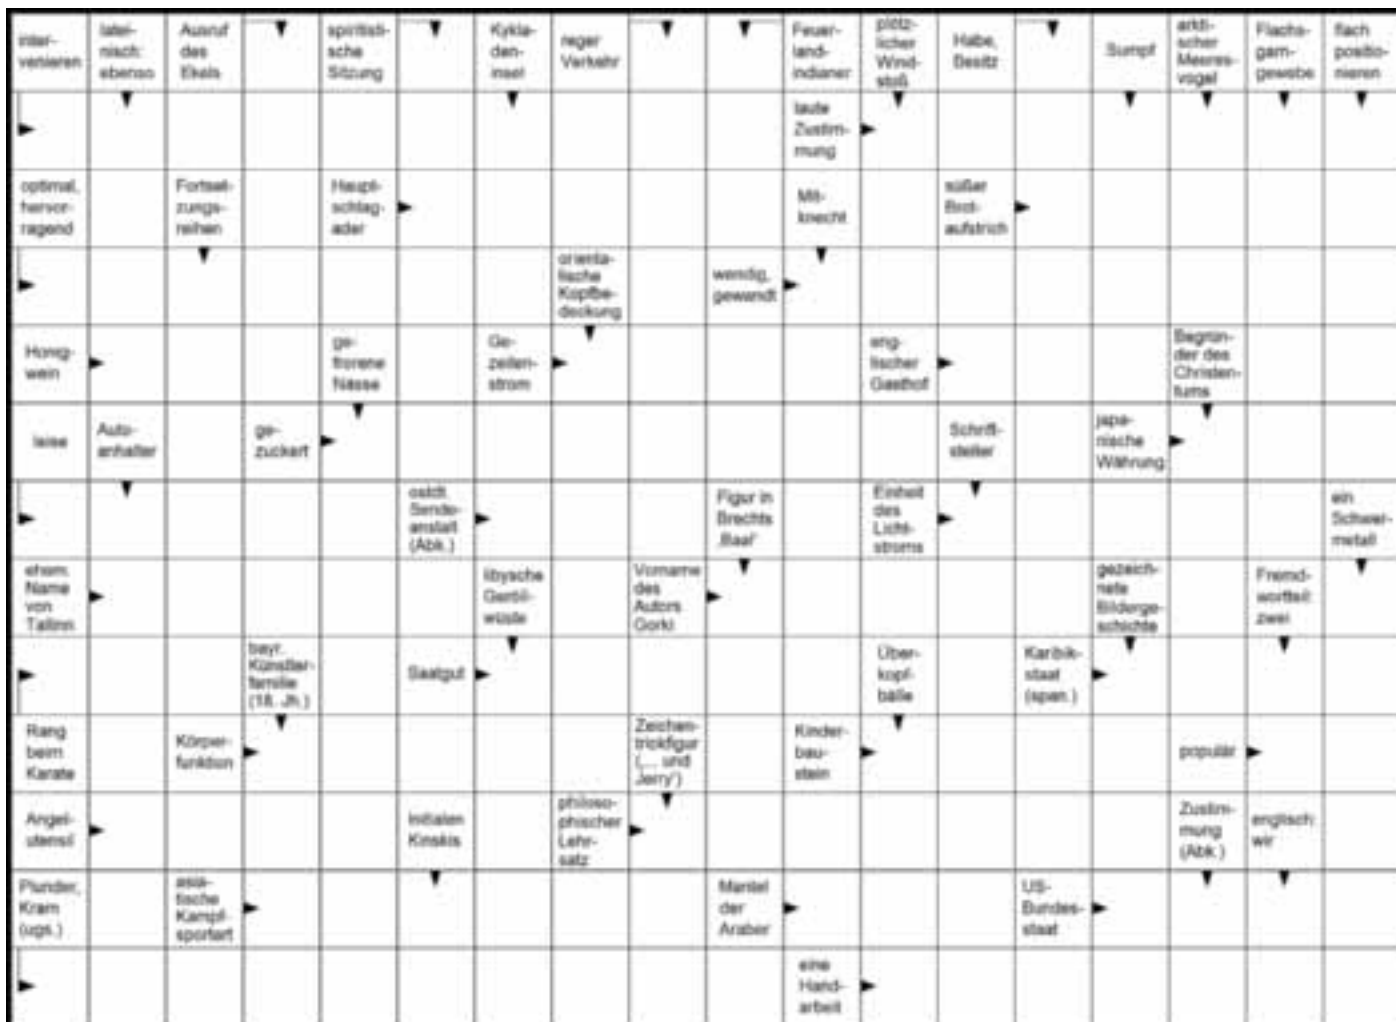 inter-
venieren
latei-
nisch:
ebenso
Ausruf
des
Ekels
spiritisti-
sche
Sitzung
Kykla-
den-
insel
reger
Verkehr
Feuer-
land-
indianer
plötz-
licher
Wind-
stoß
Habe,
Besitz
Sumpf
arkti-
scher
Meeres-
vogel
Flachs-
garn-
gewebe
flach
positio-
nieren
laute
Zustim-
mung
optimal,
hervor-
ragend
Fortset-
zungs-
reihen
Haupt-
schlag-
ader
Mit-
knecht
süßer
Brot-
aufstrich
orienta-
lische
Kopfbe-
deckung
wendig,
gewandt
Honig-
wein
ge-
frorene
Nässe
Ge-
zeiten-
strom
eng-
lischer
Gasthof
Begrün-
der des
Christen-
tums
leise
Auto-
anhalter
ge-
zuckert
Schrift-
steller
japa-
nische
Währung
ostdt.
Sende-
anstalt
(Abk.)
Figur in
Brechts
‚Baal‘
Einheit
des
Licht-
stroms
ein
Schwer-
metall
ehem.
Name
von
Tallinn
libysche
Geröll-
wüste
Vorname
des
Autors
Gorki
gezeich-
nete
Bilderge-
schichte
Fremd-
wortteil:
zwei
bayr.
Künstler-
familie
(18. Jh.)
Saatgut
Über-
kopf-
bälle
Karibik-
staat
(span.)
Rang
beim
Karate
Körper-
funktion
Zeichen-
trickfigur
(‚... und
Jerry‘)
Kinder-
bau-
stein
populär
Angel-
utensil
Initialen
Kinskis
philoso-
phischer
Lehr-
satz
Zustim-
mung
(Abk.)
englisch:
wir
Plunder,
Kram
(ugs.)
asia-
tische
Kampf-
sportart
Mantel
der
Araber
US-
Bundes-
staat
eine
Hand-
arbeit